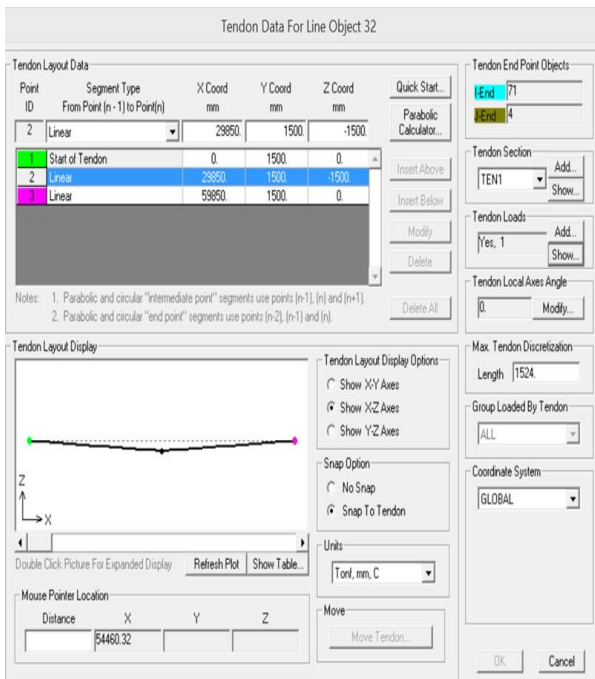 Tendon Data For Line Object 32
Tendon Layout Data
Point Segment Type X Coord Y Coord Z Coord
ID From Point (n - 1) to Point(n) mm mm mm
2 Linear 29850. 1500. -1500.
1 Start of Tendon 0. 1500. 0.
2 Linear 29850. 1500. -1500.
3 Linear 59850. 1500. 0.
Quick Start...
Parabolic
Calculator...
Insert Above
Insert Below
Modify
Delete
Delete All
Notes: 1. Parabolic and circular "intermediate point" segments use points (n-1), (n) and (n+1).
2. Parabolic and circular "end point" segments use points (n-2), (n-1) and (n).
Tendon End Point Objects
I-End 71
J-End 4
Tendon Section
TEN1
Add...
Show...
Tendon Loads
Yes, 1
Add...
Show...
Tendon Local Axes Angle
0. Modify...
Max. Tendon Discretization
Length 1524.
Group Loaded By Tendon
ALL
Coordinate System
GLOBAL
Tendon Layout Display
Z
X
Double Click Picture For Expanded Display Refresh Plot Show Table...
Tendon Layout Display Options
Show X-Y Axes
Show X-Z Axes
Show Y-Z Axes
Snap Option
No Snap
Snap To Tendon
Units
Tonf, mm, C
Mouse Pointer Location
Distance X Y Z
54460.32
Move
Move Tendon...
OK Cancel